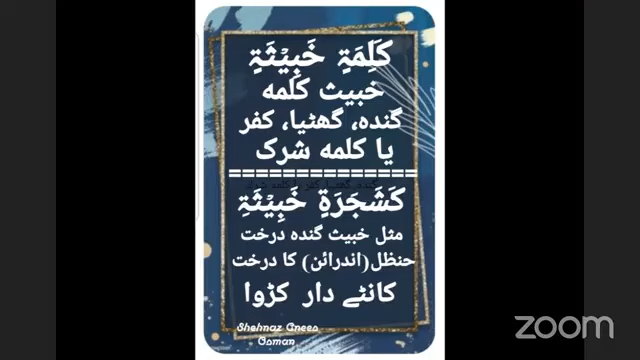 كَلِمَةٍ خَبِيْثَةٍ
خبیث کلمه
گندہ، گھٹیا، کفر
یا کلمه شرک
================
كَشَجَرَةٍ خَبِيْثَةِ
مثل خبیث گندہ درخت
حنظل(اندرائن) کا درخت
کانٹے دار کڑوا
Shehnaz Anees
Osman
zoom